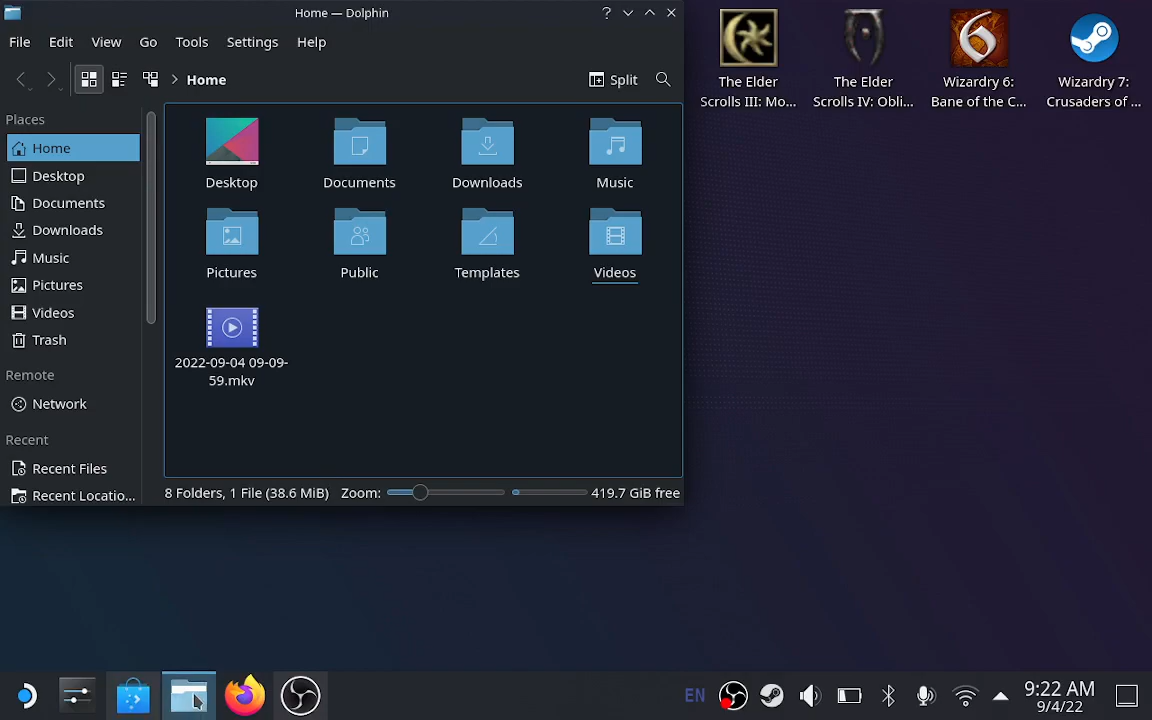 Home — Dolphin
File Edit View Go Tools Settings Help
Home
Split
Places
Home
Desktop
Documents
Downloads
Music
Pictures
Videos
Trash
Remote
Network
Recent
Recent Files
Recent Locatio...
Desktop
Documents
Downloads
Music
Pictures
Public
Templates
Videos
2022-09-04 09-09-
59.mkv
8 Folders, 1 File (38.6 MiB)
Zoom:
419.7 GiB free
The Elder
Scrolls III: Mo...
The Elder
Scrolls IV: Obli...
Wizardry 6:
Bane of the C...
Wizardry 7:
Crusaders of ...
EN
9:22 AM
9/4/22